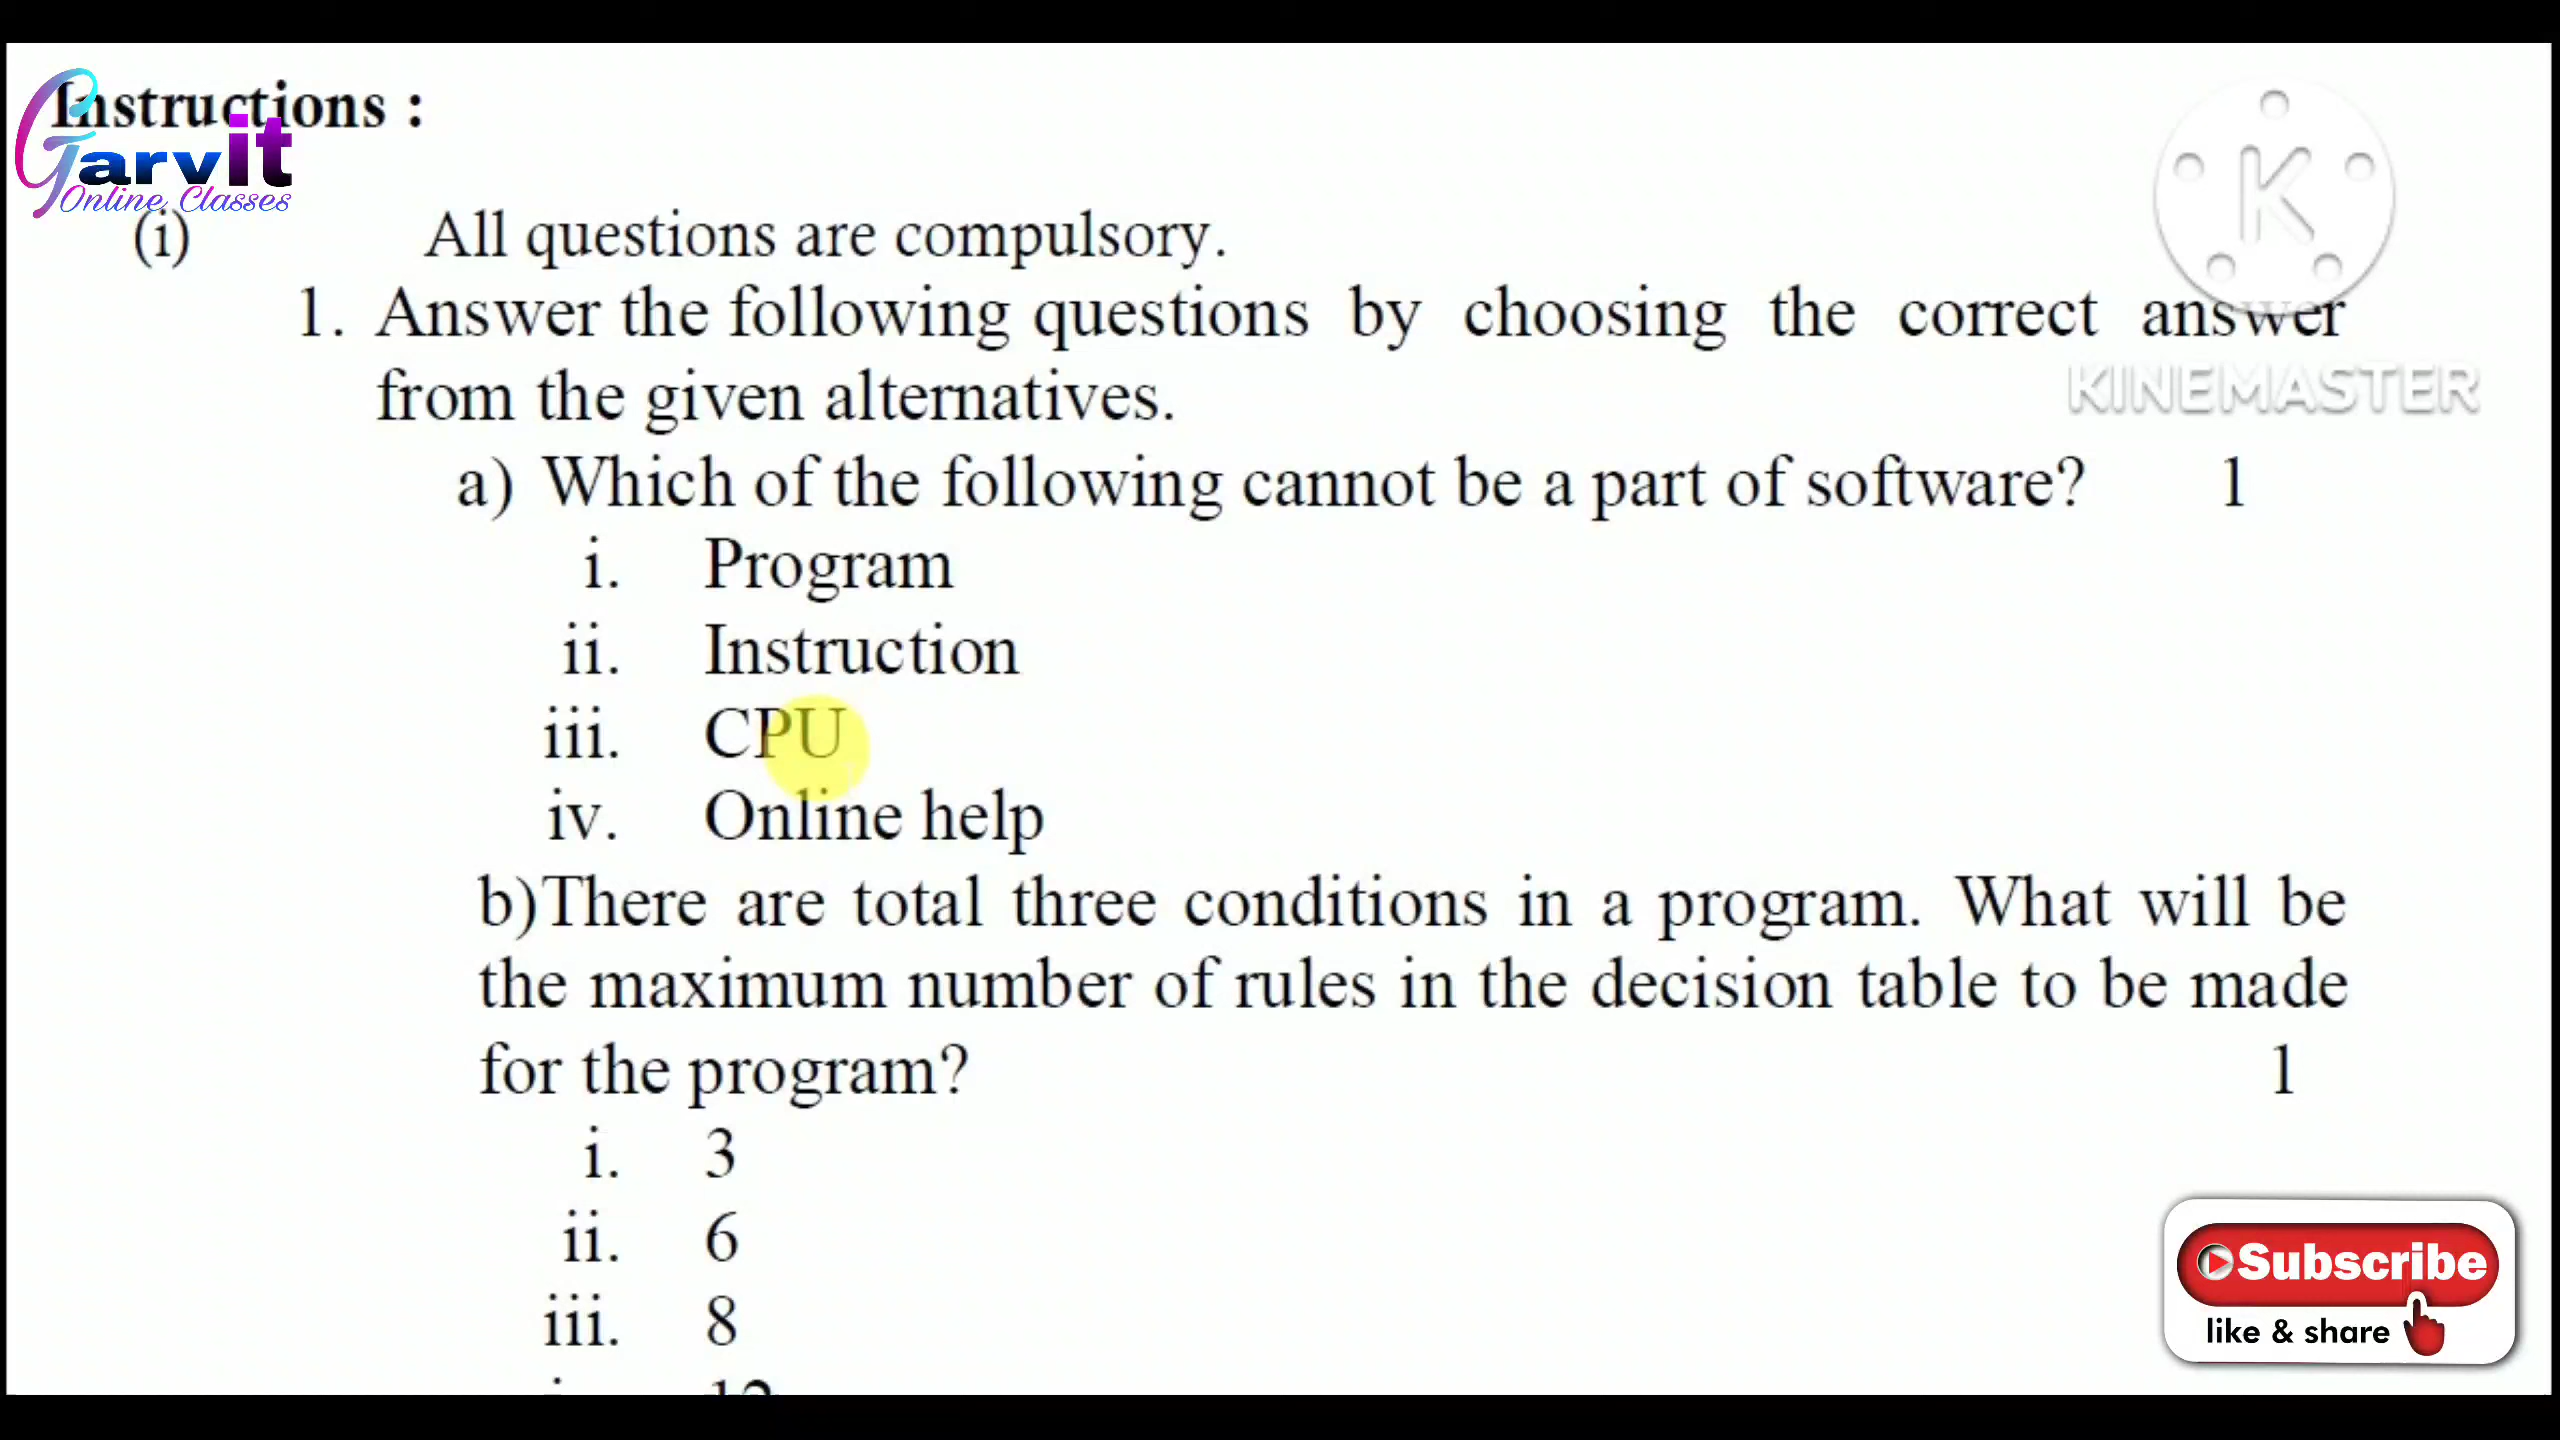 Instructions :
Garvit
Online Classes
(i) All questions are compulsory.
1. Answer the following questions by choosing the correct answer
from the given alternatives.
K
KINEMASTER
a) Which of the following cannot be a part of software? 1
i. Program
ii. Instruction
iii. CPU
iv. Online help
b)There are total three conditions in a program. What will be
the maximum number of rules in the decision table to be made
for the program? 1
i. 3
ii. 6
iii. 8
Subscribe
like & share